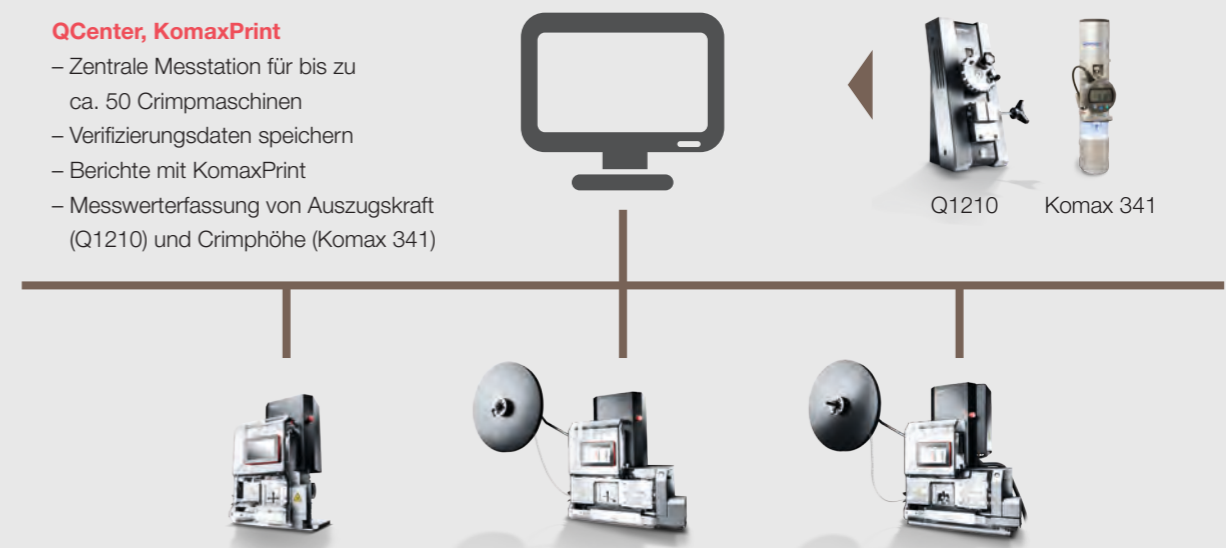 QCenter, KomaxPrint
– Zentrale Messtation für bis zu
ca. 50 Crimpmaschinen
– Verifizierungsdaten speichern
– Berichte mit KomaxPrint
– Messwerterfassung von Auszugskraft
(Q1210) und Crimphöhe (Komax 341)
Q1210
Komax 341